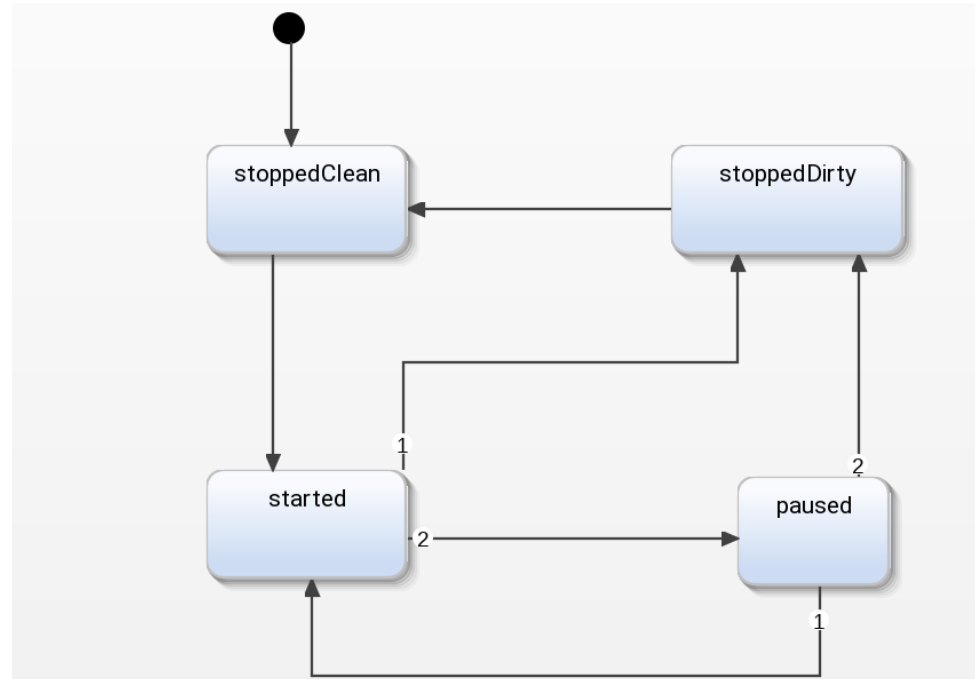 stoppedClean
stoppedDirty
1
2
started
2
paused
1